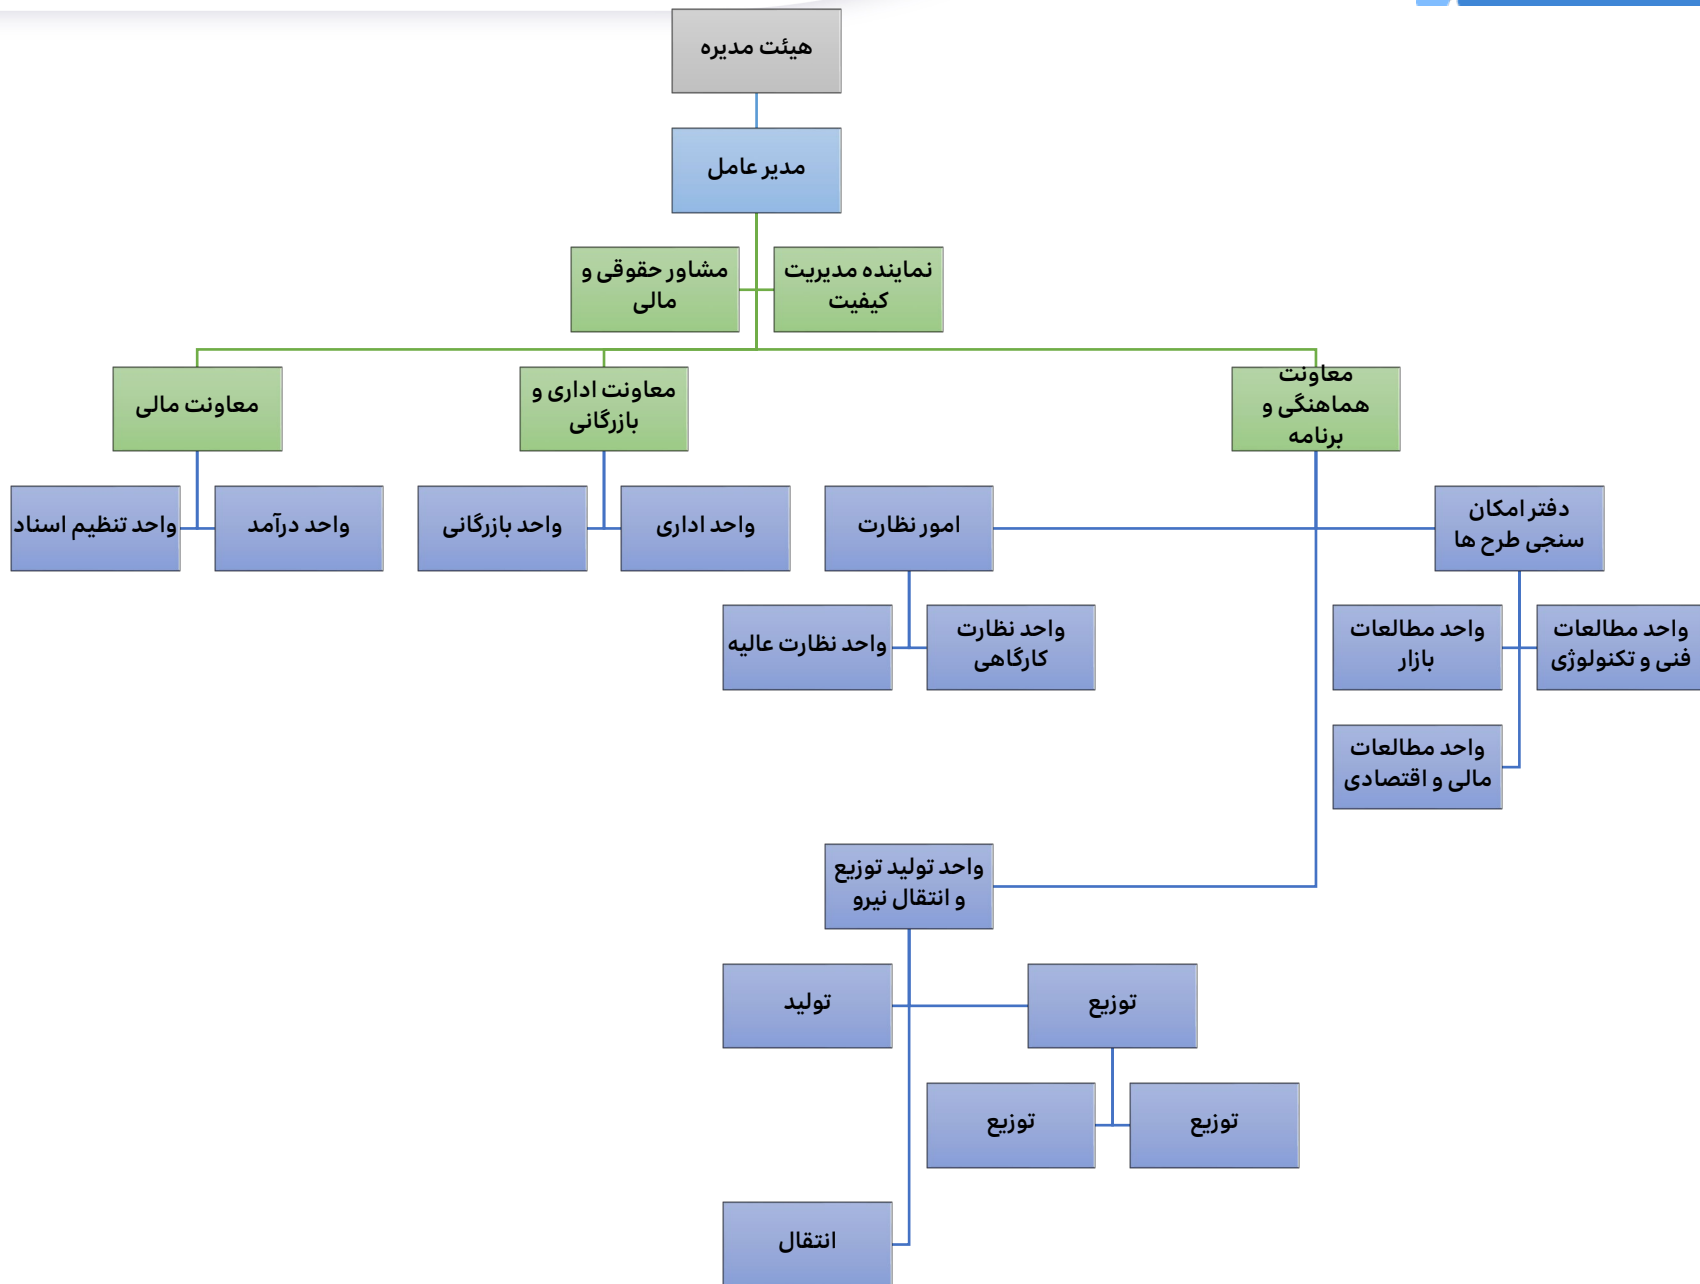 هیئت مدیره
مدیر عامل
نماینده مدیریت
کیفیت
مشاور حقوقی و
مالی
معاونت
هماهنگی و
برنامه
معاونت اداری و
بازرگانی
معاونت مالی
دفتر امکان
سنجی طرح ها
امور نظارت
واحد اداری
واحد بازرگانی
واحد درآمد
واحد تنظیم اسناد
واحد مطالعات
فنی و تکنولوژی
واحد مطالعات
بازار
واحد نظارت
کارگاهی
واحد نظارت عالیه
واحد مطالعات
مالی و اقتصادی
واحد تولید توزیع
و انتقال نیرو
توزیع
تولید
توزیع
توزیع
انتقال